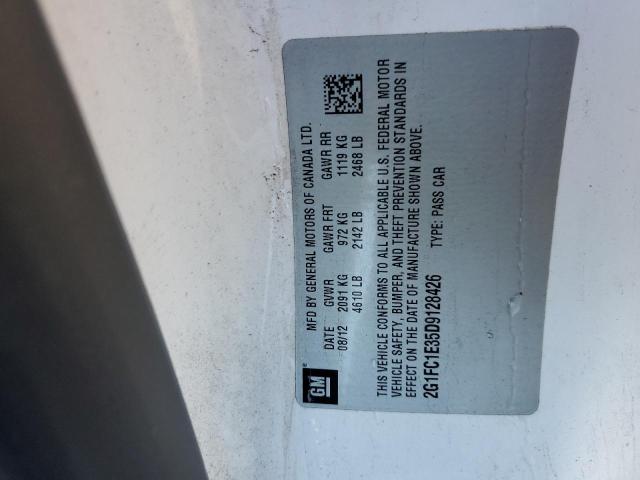 GM ®
MFD BY GENERAL MOTORS OF CANADA LTD.
DATE GVWR GAWR FRT GAWR RR
08/12 2091 KG 972 KG 1119 KG
4610 LB 2142 LB 2468 LB
THIS VEHICLE CONFORMS TO ALL APPLICABLE U.S. FEDERAL MOTOR
VEHICLE SAFETY, BUMPER, AND THEFT PREVENTION STANDARDS IN
EFFECT ON THE DATE OF MANUFACTURE SHOWN ABOVE.
2G1FC1E35D9128426 TYPE: PASS CAR